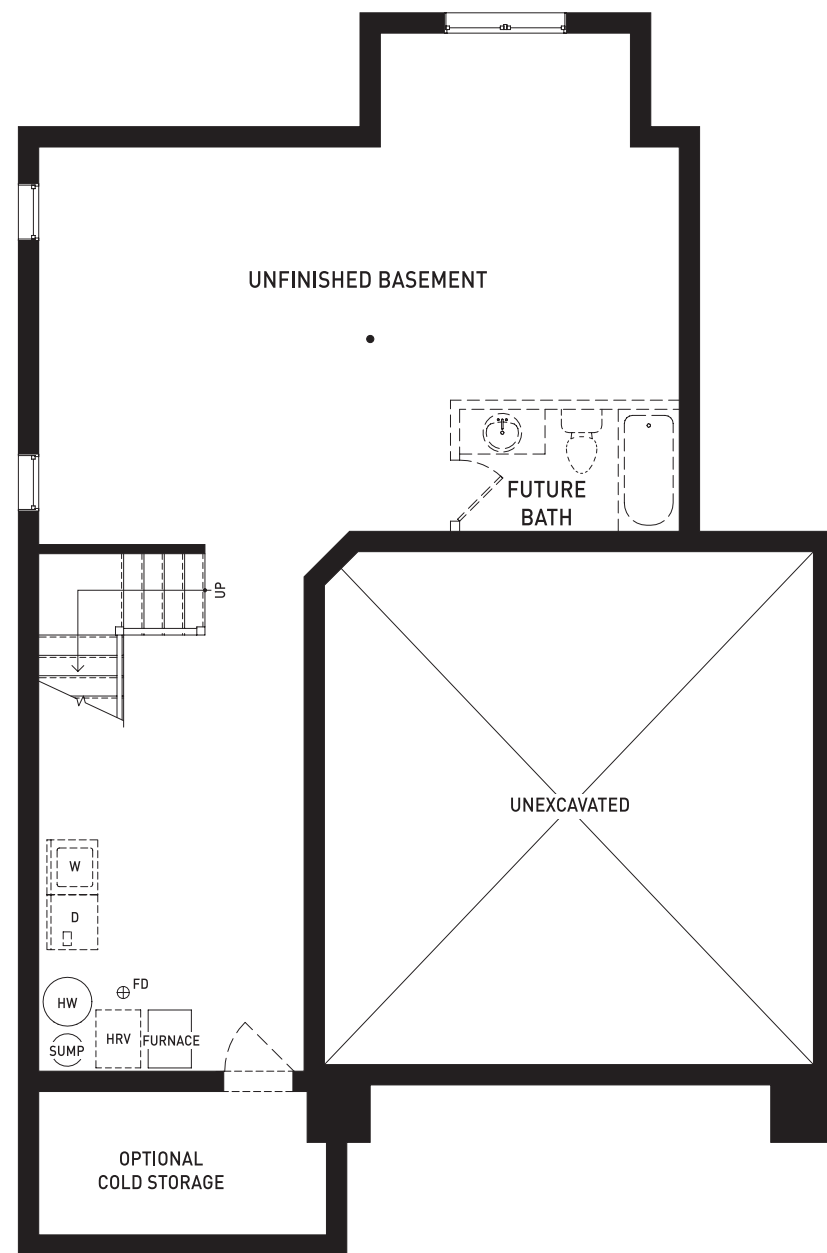 UNFINISHED BASEMENT
FUTURE
BATH
UP
UNEXCAVATED
W
D
FD
HW
HRV
FURNACE
SUMP
OPTIONAL
COLD STORAGE